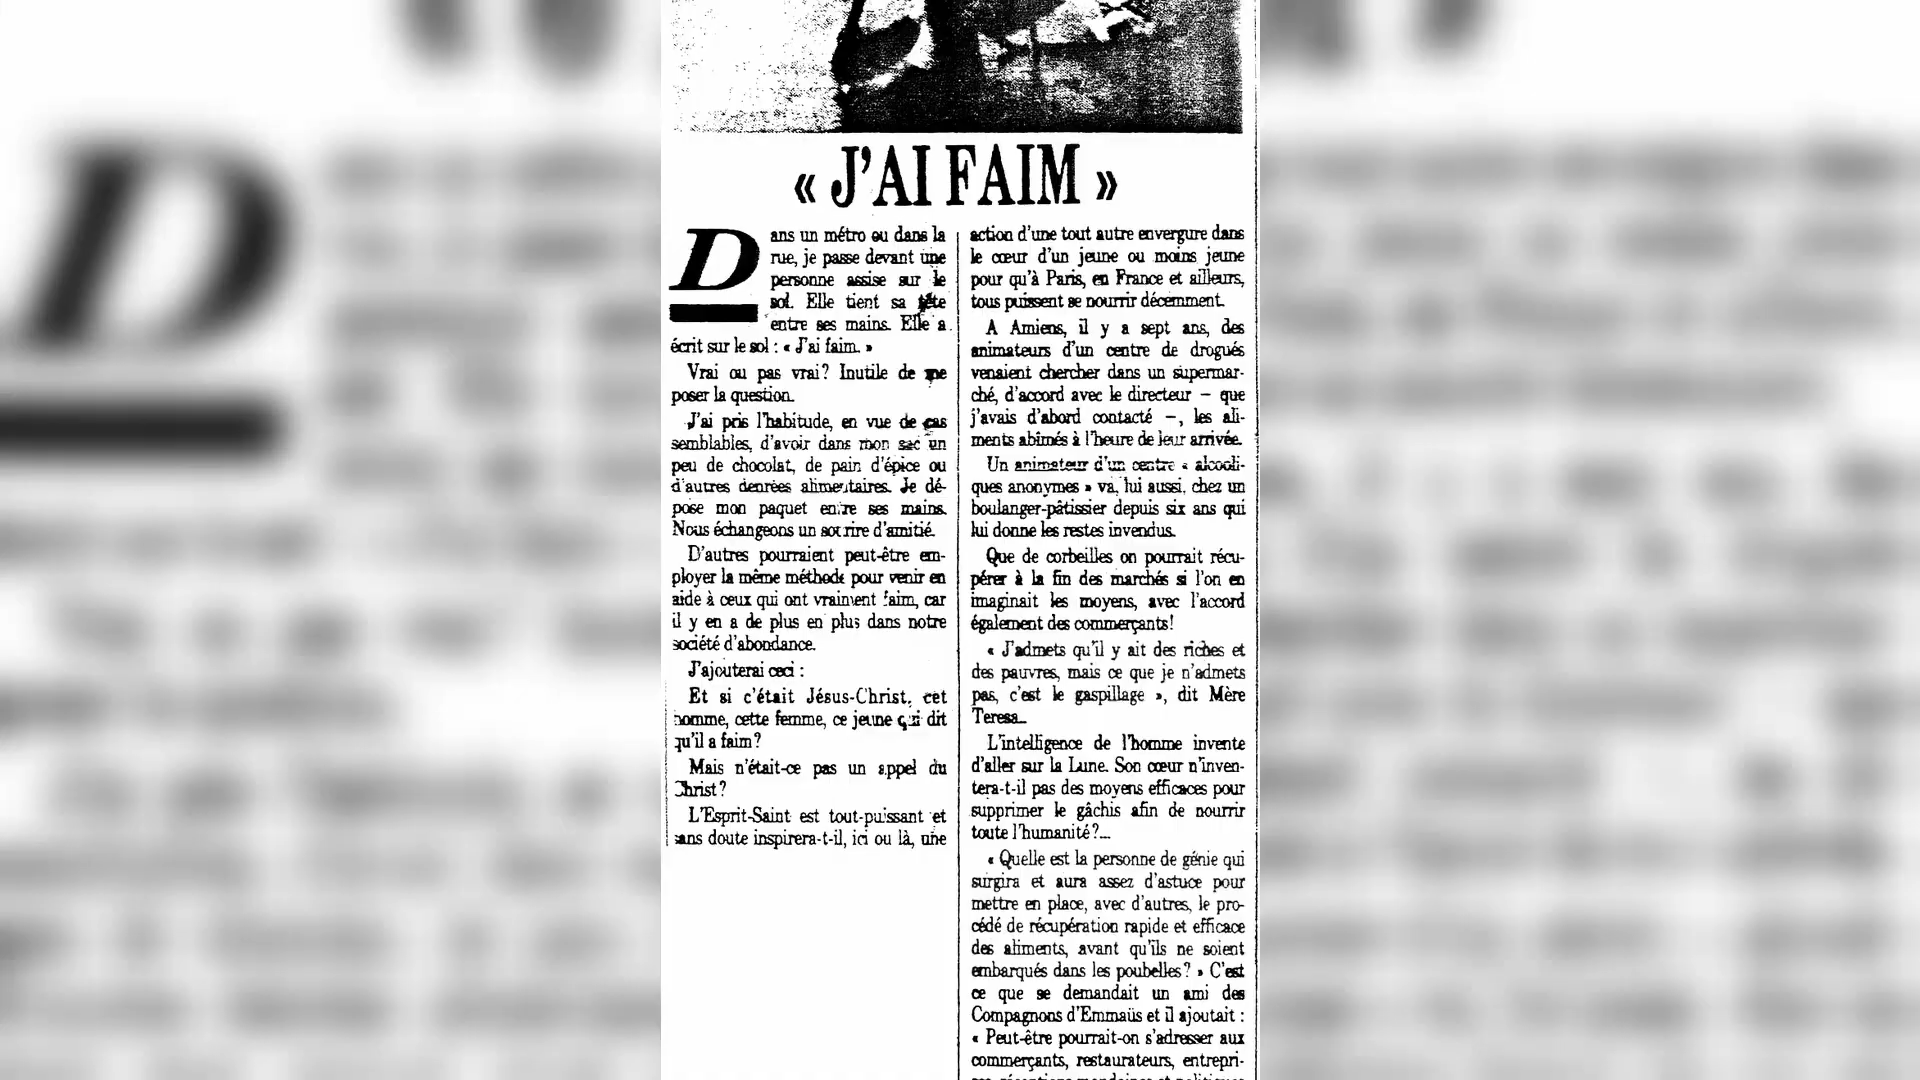 « J'AI FAIM »
Dans un métro ou dans la
rue, je passe devant une
personne assise sur le
sol. Elle tient sa tête
entre ses mains. Elle a
écrit sur le sol : « J'ai faim. »
Vrai ou pas vrai? Inutile de me
poser la question.
J'ai pris l'habitude, en vue de cas
semblables, d'avoir dans mon sac un
peu de chocolat, de pain d'épice ou
d'autres denrées alimentaires. Je dé-
pose mon paquet entre ses mains.
Nous échangeons un sourire d'amitié.
D'autres pourraient peut-être em-
ployer la même méthode pour venir en
aide à ceux qui ont vraiment faim, car
il y en a de plus en plus dans notre
société d'abondance.
J'ajouterai ceci :
Et si c'était Jésus-Christ, cet
homme, cette femme, ce jeune qui dit
qu'il a faim?
Mais n'était-ce pas un appel du
Christ?
L'Esprit-Saint est tout-puissant et
sans doute inspirera-t-il, ici ou là, une
action d'une tout autre envergure dans
le cœur d'un jeune ou moins jeune
pour qu'à Paris, en France et ailleurs,
tous puissent se nourrir décemment.
A Amiens, il y a sept ans, des
animateurs d'un centre de drogués
venaient chercher dans un supermar-
ché, d'accord avec le directeur – que
j'avais d'abord contacté –, les ali-
ments abîmés à l'heure de leur arrivée.
Un animateur d'un centre « alcooli-
ques anonymes » va, lui aussi, chez un
boulanger-pâtissier depuis six ans qui
lui donne les restes invendus.
Que de corbeilles on pourrait récu-
pérer à la fin des marchés si l'on en
imaginait les moyens, avec l'accord
également des commerçants!
« J'admets qu'il y ait des riches et
des pauvres, mais ce que je n'admets
pas, c'est le gaspillage », dit Mère
Teresa...
L'intelligence de l'homme invente
d'aller sur la Lune. Son cœur n'inven-
tera-t-il pas des moyens efficaces pour
supprimer le gâchis afin de nourrir
toute l'humanité?...
« Quelle est la personne de génie qui
surgira et aura assez d'astuce pour
mettre en place, avec d'autres, le pro-
cédé de récupération rapide et efficace
des aliments, avant qu'ils ne soient
embarqués dans les poubelles? » C'est
ce que se demandait un ami des
Compagnons d'Emmaüs et il ajoutait :
« Peut-être pourrait-on s'adresser aux
commerçants, restaurateurs, entrepri-